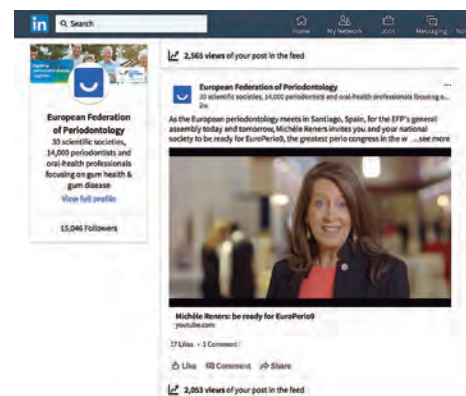 in Search
Home My Network Jobs Messaging
2,565 views of your post in the feed
European Federation of Periodontology
30 scientific societies, 14,000 periodontists and oral-health professionals focusing o...
2w
As the European periodontology meets in Santiago, Spain, for the EFP's general
assembly today and tomorrow, Michèle Reners invites you and your national
society to be ready for EuroPerio9, the greatest perio congress in the w ...see more
Michèle Reners: be ready for EuroPerio9
youtube.com
17 Likes • 1 Comment
Like Comment Share
2,053 views of your post in the feed
European Federation
of Periodontology
30 scientific societies,
14,000 periodontists and
oral-health professionals
focusing on gum health &
gum disease
View full profile
15,046 Followers